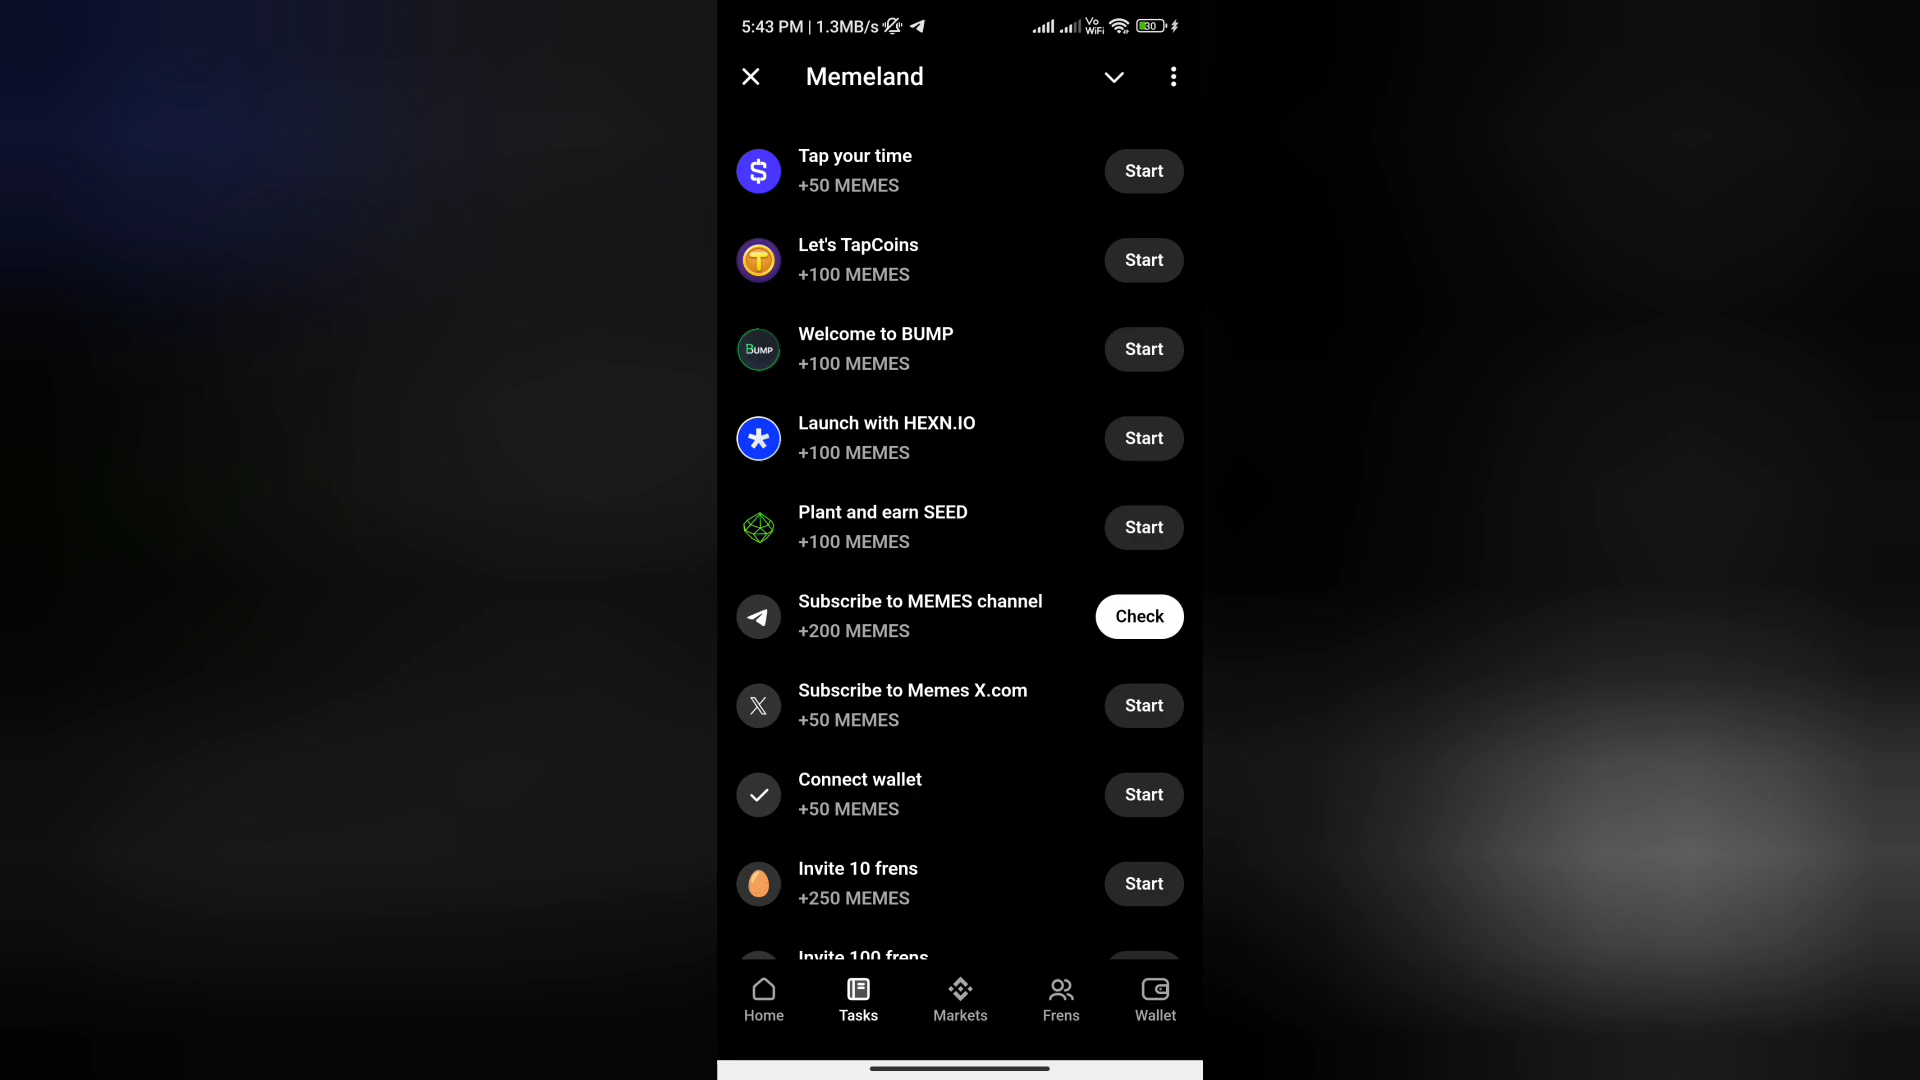 5:43 PM | 1.3MB/s
Vo
WiFi
30
Memeland
Tap your time
+50 MEMES
Start
Let's TapCoins
+100 MEMES
Start
Welcome to BUMP
+100 MEMES
Start
BUMP
Launch with HEXN.IO
+100 MEMES
Start
Plant and earn SEED
+100 MEMES
Start
Subscribe to MEMES channel
+200 MEMES
Check
Subscribe to Memes X.com
+50 MEMES
Start
Connect wallet
+50 MEMES
Start
Invite 10 frens
+250 MEMES
Start
Invite 100 frens
Home
Tasks
Markets
Frens
Wallet